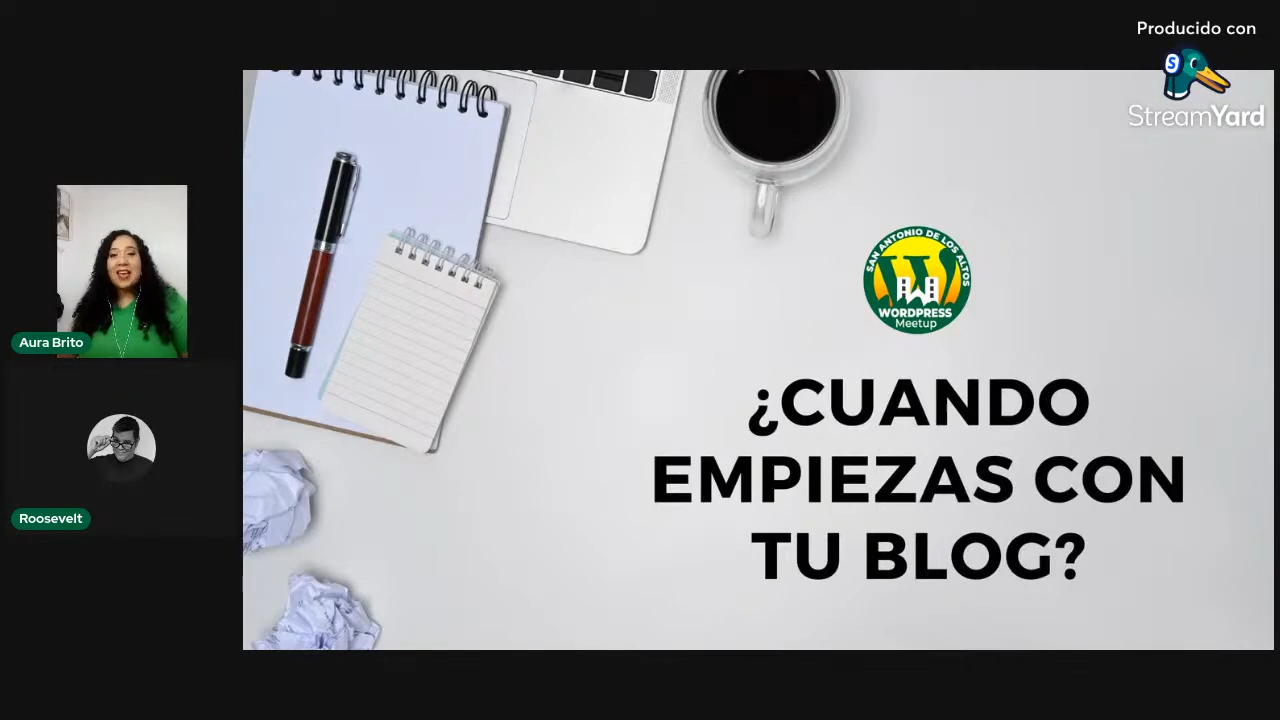 Producido con
S
StreamYard
SAN ANTONIO DE LOS ALTOS
W
WORDPRESS
Meetup
¿CUANDO
EMPIEZAS CON
TU BLOG?
Aura Brito
Roosevelt